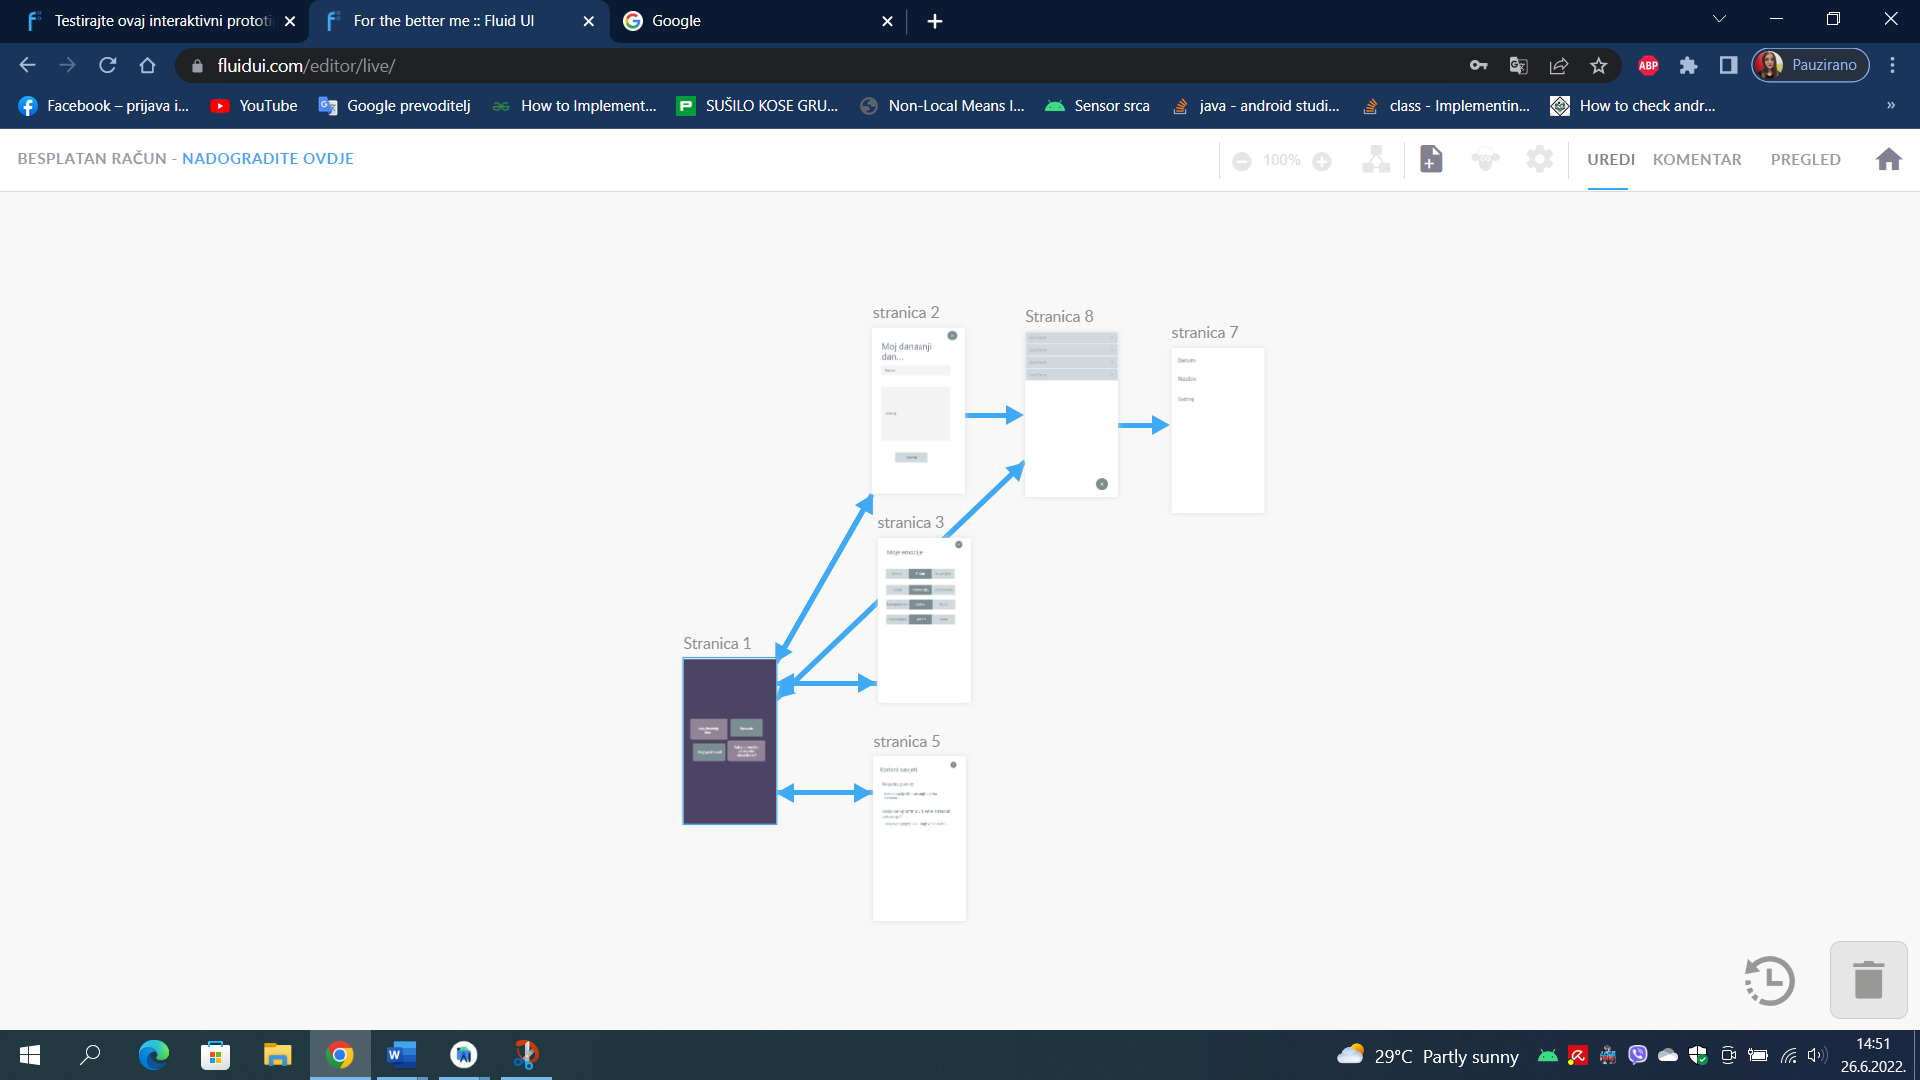 Testirajte ovaj interaktivni prototi
For the better me :: Fluid UI
Google
fluidui.com/editor/live/
ABP
Pauzirano
Facebook – prijava i...
YouTube
Google prevoditelj
How to Implement...
SUŠILO KOSE GRU...
Non-Local Means I...
Sensor srca
java - android studi...
class - Implementin...
How to check andr...
»
BESPLATAN RAČUN - NADOGRADITE OVDJE
100%
UREDI
KOMENTAR
PREGLED
stranica 2
Stranica 8
stranica 7
Moj današnji
dan...
Datum
Naslov
Sadrzaj
stranica 3
Moje emocije
Stranica 1
stranica 5
Korisni savjeti
29°C Partly sunny
14:51
26.6.2022.